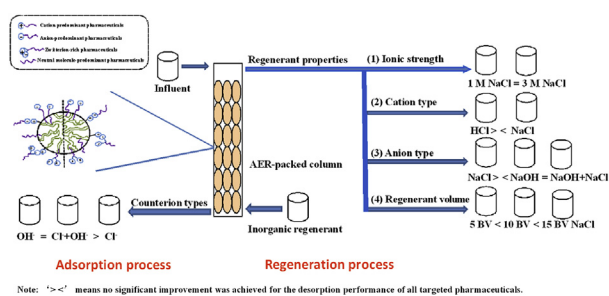 Cation-predominant pharmaceuticals
Anion-predominant pharmaceuticals
Zwitterion-rich pharmaceuticals
Neutral molecule-predominant pharmaceuticals
Influent
Regenerant properties
(1) Ionic strength
1 M NaCl = 3 M NaCl
(2) Cation type
HCl > < NaCl
(3) Anion type
AER-packed column
NaCl > < NaOH = NaOH+NaCl
Counterion types
(4) Regenerant volume
OH⁻ = Cl⁻+OH⁻ > Cl⁻
Inorganic regenerant
5 BV < 10 BV < 15 BV NaCl
Adsorption process
Regeneration process
Note: ‘><’ means no significant improvement was achieved for the desorption performance of all targeted pharmaceuticals.